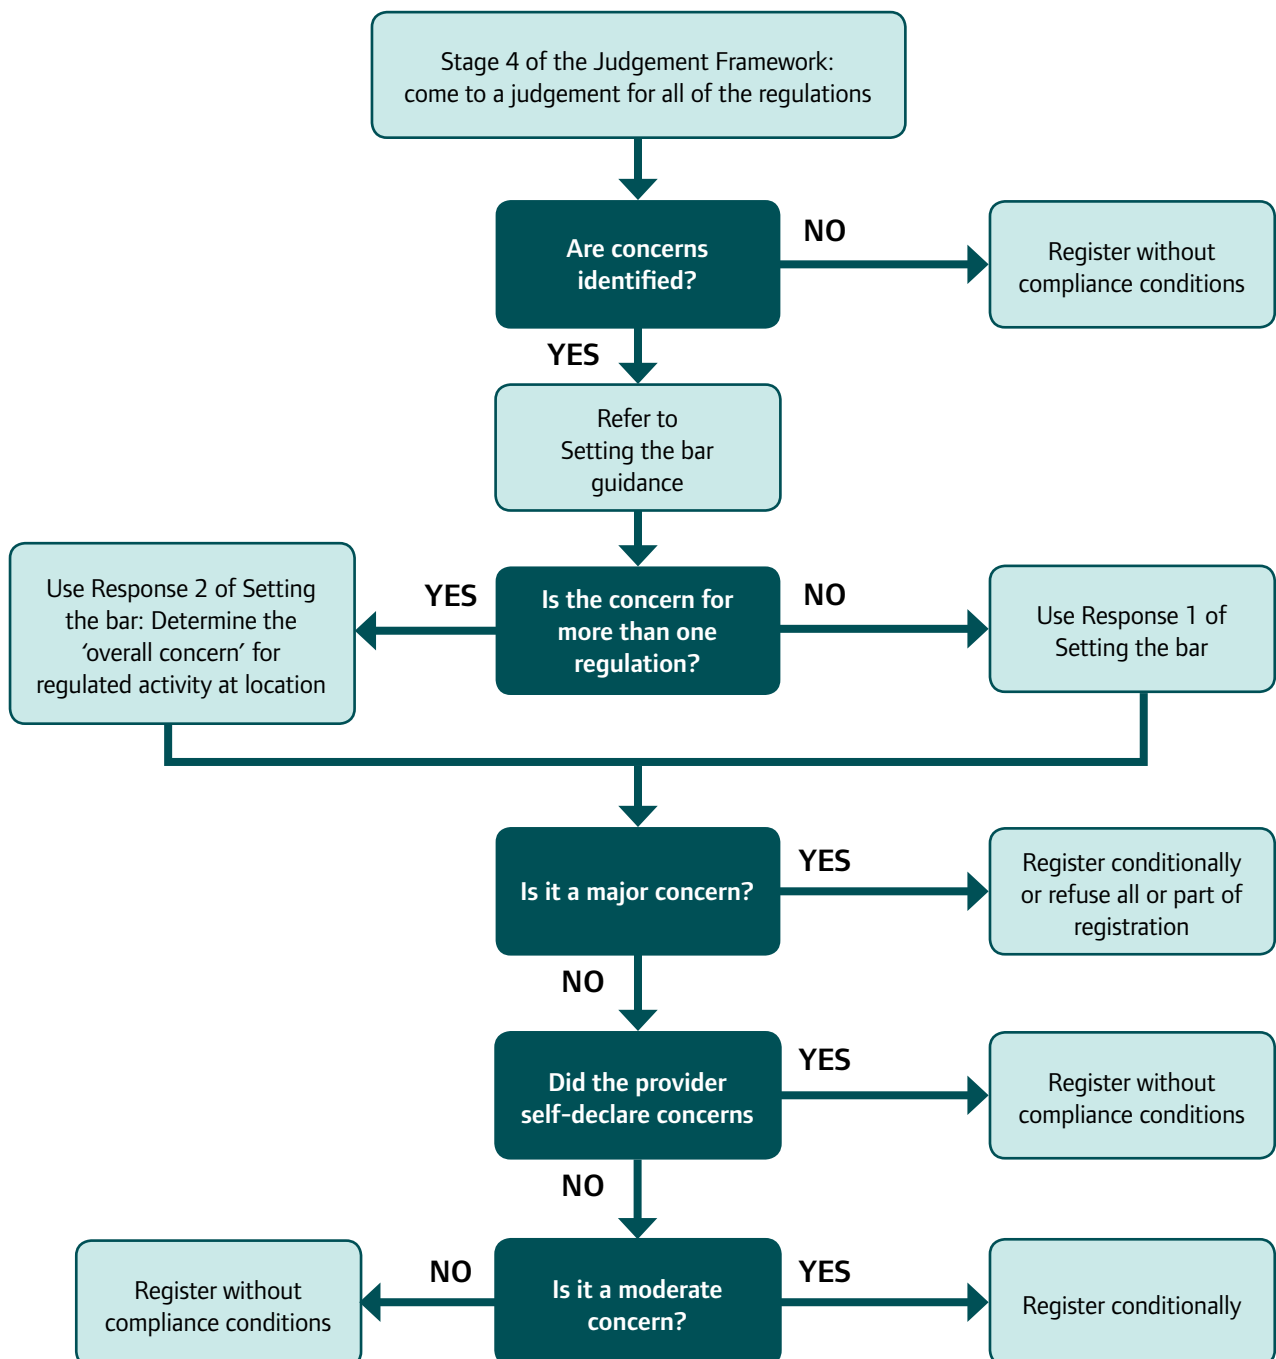 Stage 4 of the Judgement Framework:
come to a judgement for all of the regulations
Are concerns
identified?
NO
Register without
compliance conditions
YES
Refer to
Setting the bar
guidance
Use Response 2 of Setting
the bar: Determine the
‘overall concern’ for
regulated activity at location
YES
Is the concern for
more than one
regulation?
NO
Use Response 1 of
Setting the bar
Is it a major concern?
YES
Register conditionally
or refuse all or part of
registration
NO
Did the provider
self-declare concerns
YES
Register without
compliance conditions
NO
Register without
compliance conditions
NO
Is it a moderate
concern?
YES
Register conditionally